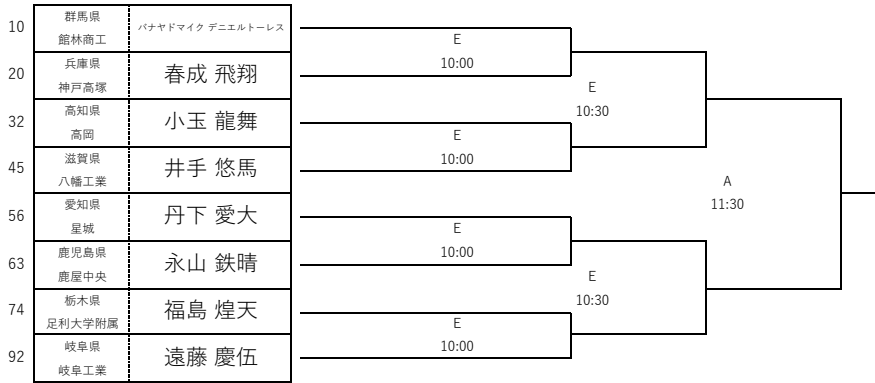 10 群馬県 館林商工 バナヤドマイク デニエルトーレス
20 兵庫県 神戸高塚 春成 飛翔
32 高知県 高岡 小玉 龍舞
45 滋賀県 八幡工業 井手 悠馬
56 愛知県 星城 丹下 愛大
63 鹿児島県 鹿屋中央 永山 鉄晴
74 栃木県 足利大学附属 福島 煌天
92 岐阜県 岐阜工業 遠藤 慶伍
E
10:00
E
10:00
E
10:00
E
10:00
E
10:30
E
10:30
A
11:30